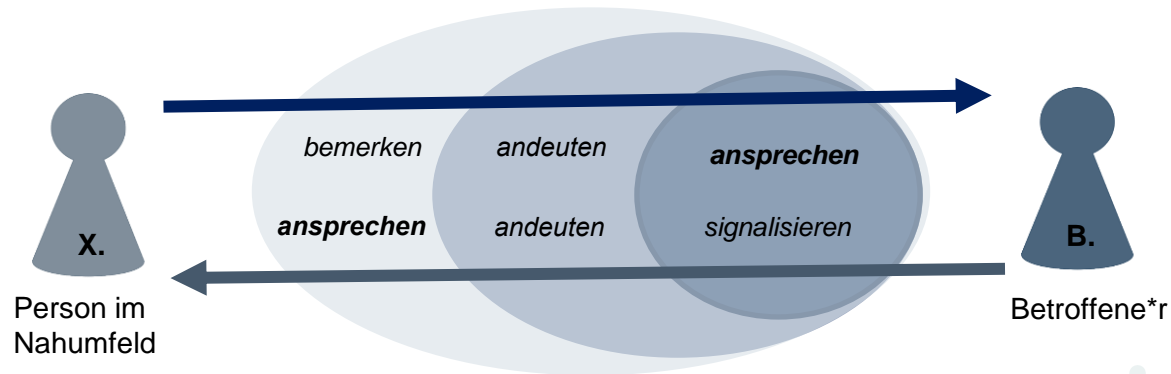 bemerken andeuten ansprechen
ansprechen andeuten signalisieren
X. B.
Person im Betroffene*r
Nahumfeld